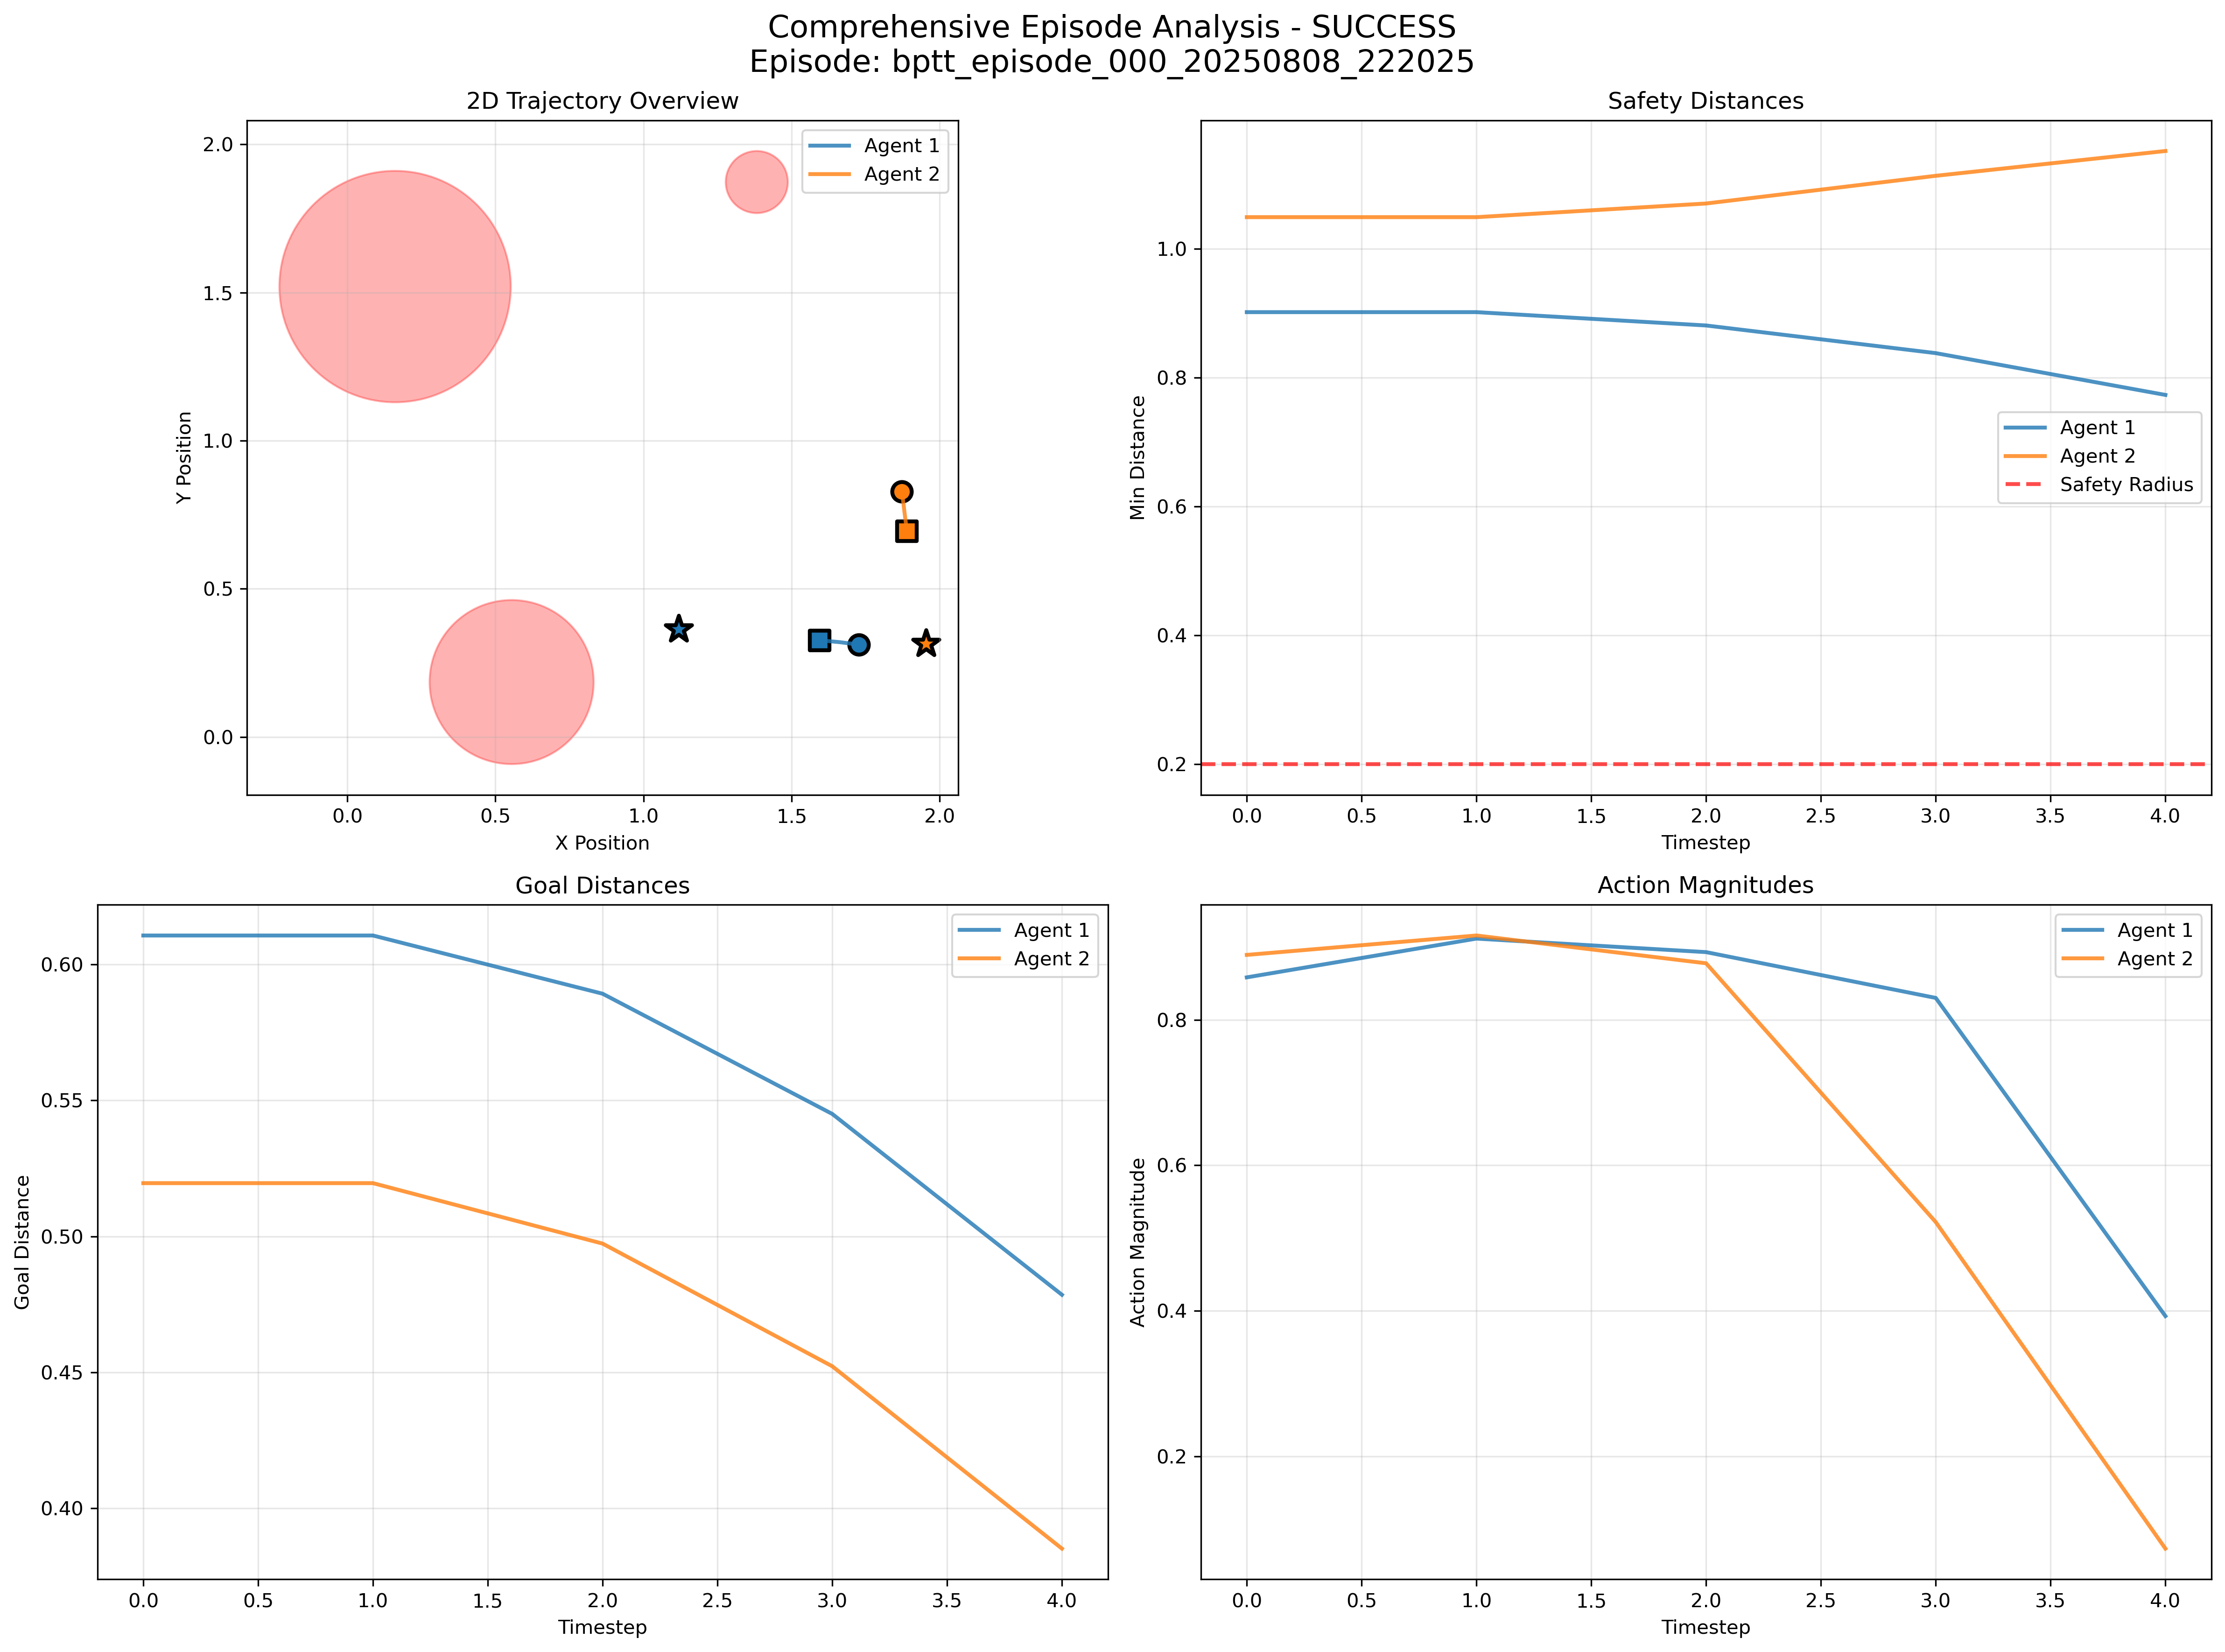 Comprehensive Episode Analysis - SUCCESS
Episode: bptt_episode_000_20250808_222025
2D Trajectory Overview
Y Position
2.0
1.5
1.0
0.5
0.0
0.0
0.5
1.0
1.5
2.0
X Position
Agent 1
Agent 2
Safety Distances
Min Distance
1.0
0.8
0.6
0.4
0.2
0.0
0.5
1.0
1.5
2.0
2.5
3.0
3.5
4.0
Timestep
Agent 1
Agent 2
Safety Radius
Goal Distances
Goal Distance
0.60
0.55
0.50
0.45
0.40
0.0
0.5
1.0
1.5
2.0
2.5
3.0
3.5
4.0
Timestep
Agent 1
Agent 2
Action Magnitudes
Action Magnitude
0.8
0.6
0.4
0.2
0.0
0.5
1.0
1.5
2.0
2.5
3.0
3.5
4.0
Timestep
Agent 1
Agent 2